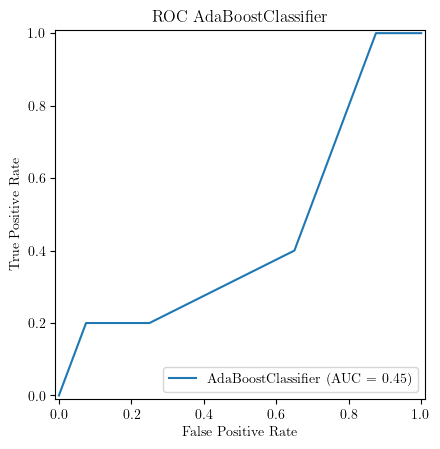 ROC AdaBoostClassifier
1.0
0.8
0.6
0.4
0.2
0.0
True Positive Rate
AdaBoostClassifier (AUC = 0.45)
0.0 0.2 0.4 0.6 0.8 1.0
False Positive Rate